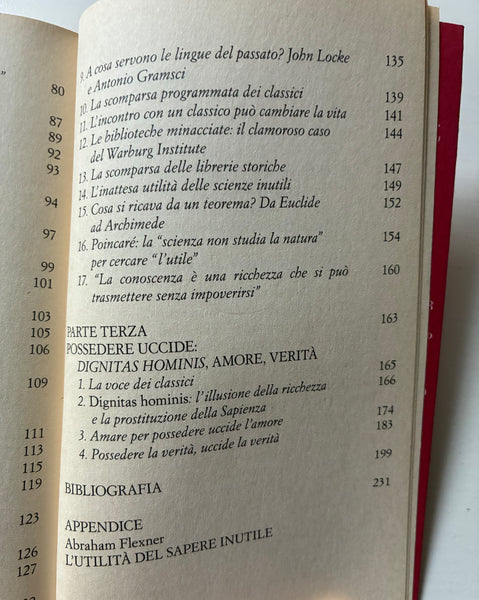 ”
80
87
89
92
93
94
97
99
101
103
105
106
109
111
113
115
119
123
126
127
9. A cosa servono le lingue del passato? John Locke 135
e Antonio Gramsci
10. La scomparsa programmata dei classici 139
11. L'incontro con un classico può cambiare la vita 141
12. Le biblioteche minacciate: il clamoroso caso 144
del Warburg Institute
13. La scomparsa delle librerie storiche 147
14. L'inattesa utilità delle scienze inutili 149
15. Cosa si ricava da un teorema? Da Euclide 152
ad Archimede
16. Poincaré: la “scienza non studia la natura” 154
per cercare “l'utile”
17. “La conoscenza è una ricchezza che si può 160
trasmettere senza impoverirsi”
PARTE TERZA 163
POSSEDERE UCCIDE:
DIGNITAS HOMINIS, AMORE, VERITÀ
1. La voce dei classici 165
2. Dignitas hominis: l'illusione della ricchezza 166
e la prostituzione della Sapienza
3. Amare per possedere uccide l'amore 174
4. Possedere la verità, uccide la verità 183
BIBLIOGRAFIA 199
APPENDICE 231
Abraham Flexner
L'UTILITÀ DEL SAPERE INUTILE